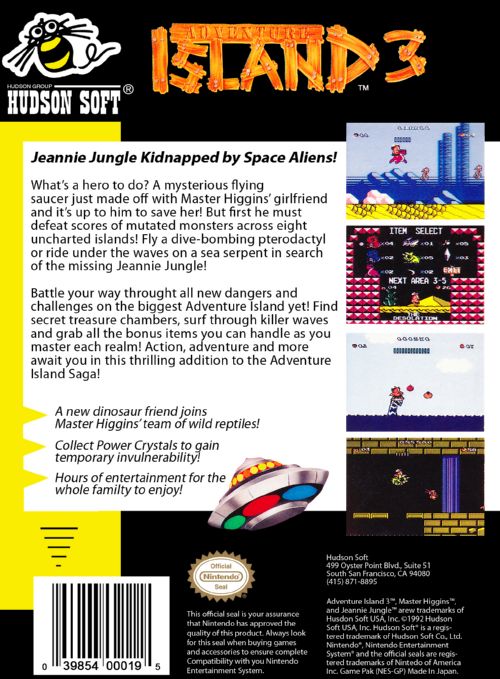 ADVENTURE
ISLAND 3
TM
HUDSON GROUP
HUDSON SOFT®
Jeannie Jungle Kidnapped by Space Aliens!
What's a hero to do? A mysterious flying
saucer just made off with Master Higgins' girlfriend
and it's up to him to save her! But first he must
defeat scores of mutated monsters across eight
uncharted islands! Fly a dive-bombing pterodactyl
or ride under the waves on a sea serpent in search
of the missing Jeannie Jungle!
Battle your way throught all new dangers and
challenges on the biggest Adventure Island yet! Find
secret treasure chambers, surf through killer waves
and grab all the bonus items you can handle as you
master each realm! Action, adventure and more
await you in this thrilling addition to the Adventure
Island Saga!
A new dinosaur friend joins
Master Higgins' team of wild reptiles!
Collect Power Crystals to gain
temporary invulnerability!
Hours of entertainment for the
whole familty to enjoy!
ITEM SELECT
EXIT
NEXT AREA 3-5
DESOLATION
Official
Nintendo
Seal
This official seal is your assurance
that Nintendo has approved the
quality of this product. Always look
for this seal when buying games
and accessories to ensure complete
Compatibility with you Nintendo
Entertainment System.
Hudson Soft
499 Oyster Point Blvd., Suite 51
South San Francisco, CA 94080
(415) 871-8895
Adventure Island 3™, Master Higgins™,
and Jeannie Jungle™ arew trademarks of
Husdon Soft USA, Inc. ©1992 Hudson
Soft USA, Inc. Hudson Soft® is a regis-
tered trademark of Hudson Soft Co., Ltd.
Nintendo®, Nintendo Entertainment
System® and the official seals are regis-
tered trademarks of Nintedo of America
Inc. Game Pak (NES-GP) Made In Japan.
0 39854 00019 5